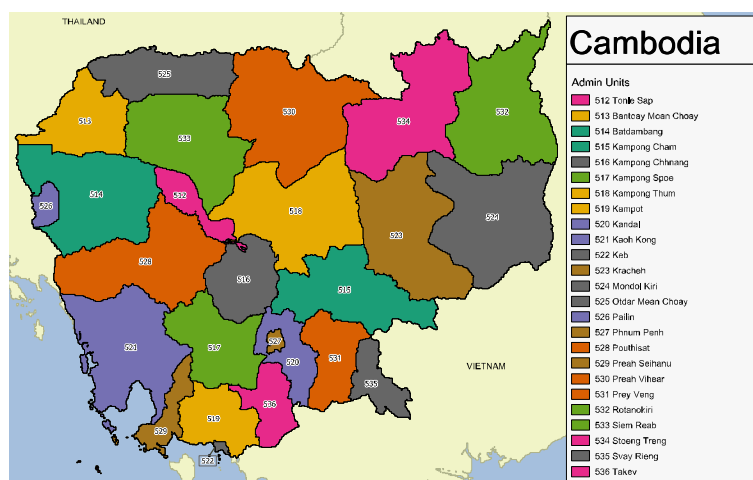 THAILAND
Cambodia
525
Admin Units
512 Tonle Sap
513 Banteay Mean Choay
514 Batdambang
515 Kampong Cham
516 Kampong Chhnang
517 Kampong Spoe
518 Kampong Thum
519 Kampot
520 Kandal
521 Kaoh Kong
522 Keb
523 Kracheh
524 Mondol Kiri
525 Otdar Mean Choay
526 Pailin
527 Phnum Penh
528 Pouthisat
529 Preah Seihanu
530 Preah Vihear
531 Prey Veng
532 Rotanokiri
533 Siem Reab
534 Stoeng Treng
535 Svay Rieng
536 Takev
530
532
513
534
533
514
512
526
518
524
523
528
516
515
521
517
527
520
531
VIETNAM
535
536
519
529
522